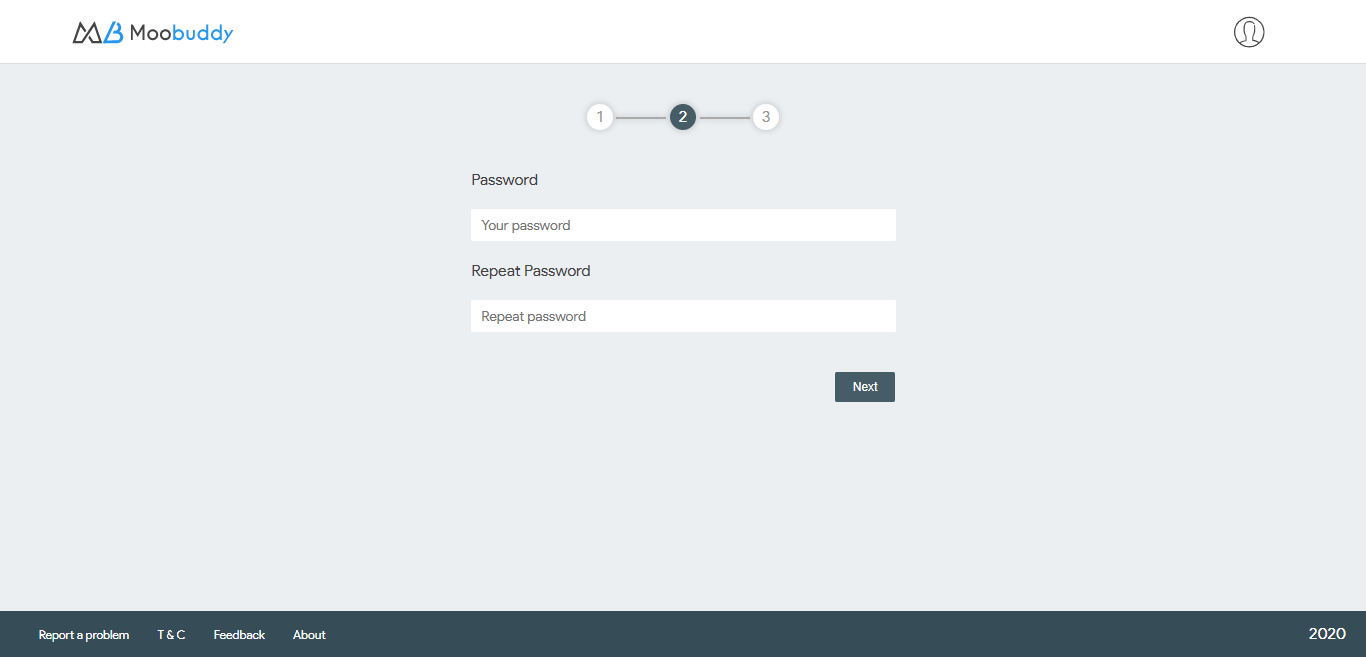 MB Moobuddy
1 2 3
Password
Your password
Repeat Password
Repeat password
Next
Report a problem T & C Feedback About 2020